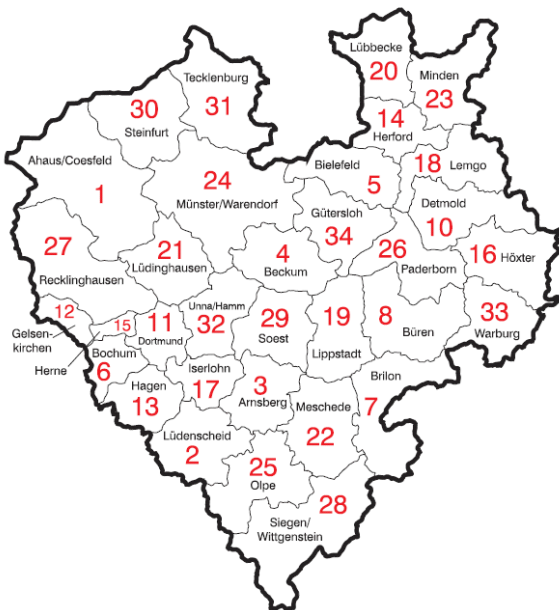 Lübbecke
20
Minden
23
Tecklenburg
31
30
Steinfurt
14
Herford
Ahaus/Coesfeld
1
24
Münster/Warendorf
Bielefeld
5
18 Lemgo
Detmold
10
Gütersloh
34
27
Recklinghausen
21
Lüdinghausen
4
Beckum
26
Paderborn
16 Höxter
12
Gelsen-
kirchen
15
Herne
11
Dortmund
Unna/Hamm
32
29
Soest
19
Lippstadt
8
Büren
33
Warburg
Bochum
6
Hagen
13
Iserlohn
17
3
Arnsberg
Meschede
22
Brilon
7
Lüdenscheid
2
25
Olpe
28
Siegen/
Wittgenstein